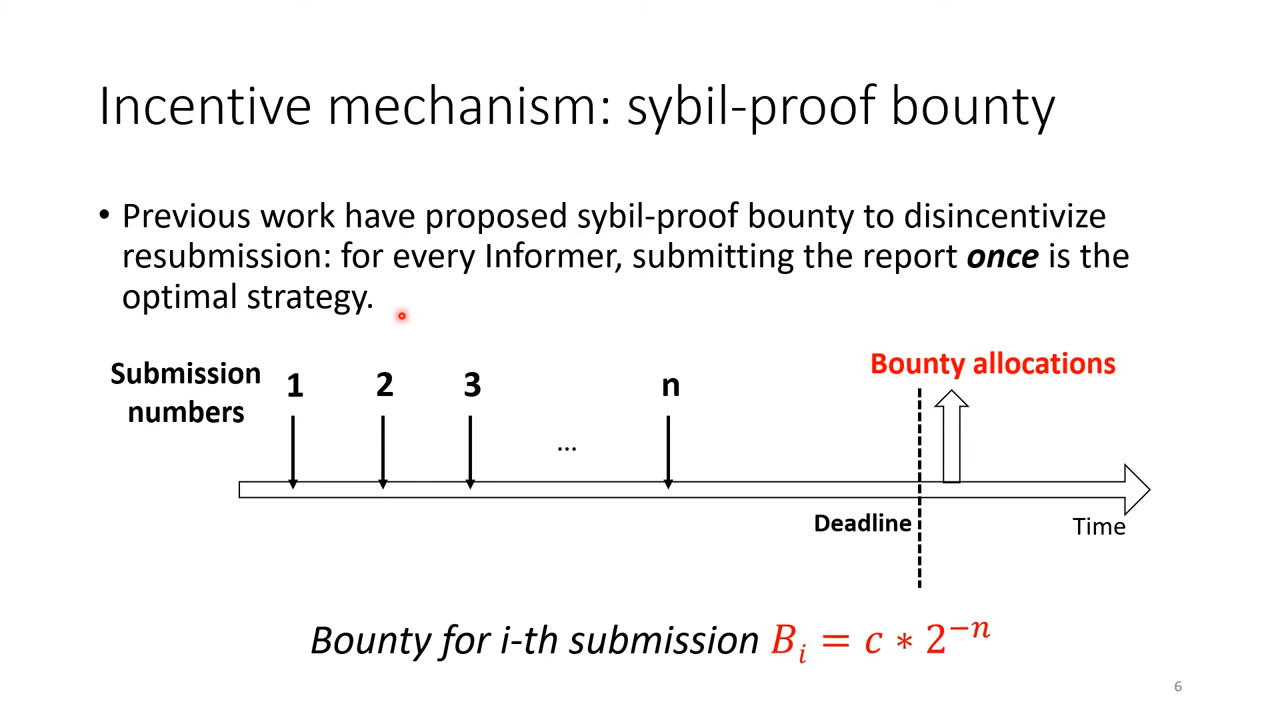 Incentive mechanism: sybil-proof bounty
• Previous work have proposed sybil-proof bounty to disincentivize
resubmission: for every Informer, submitting the report once is the
optimal strategy.
Submission
numbers
1 2 3 ... n
Bounty allocations
Deadline
Time
Bounty for i-th submission Bᵢ = c ∗ 2⁻ⁿ
6